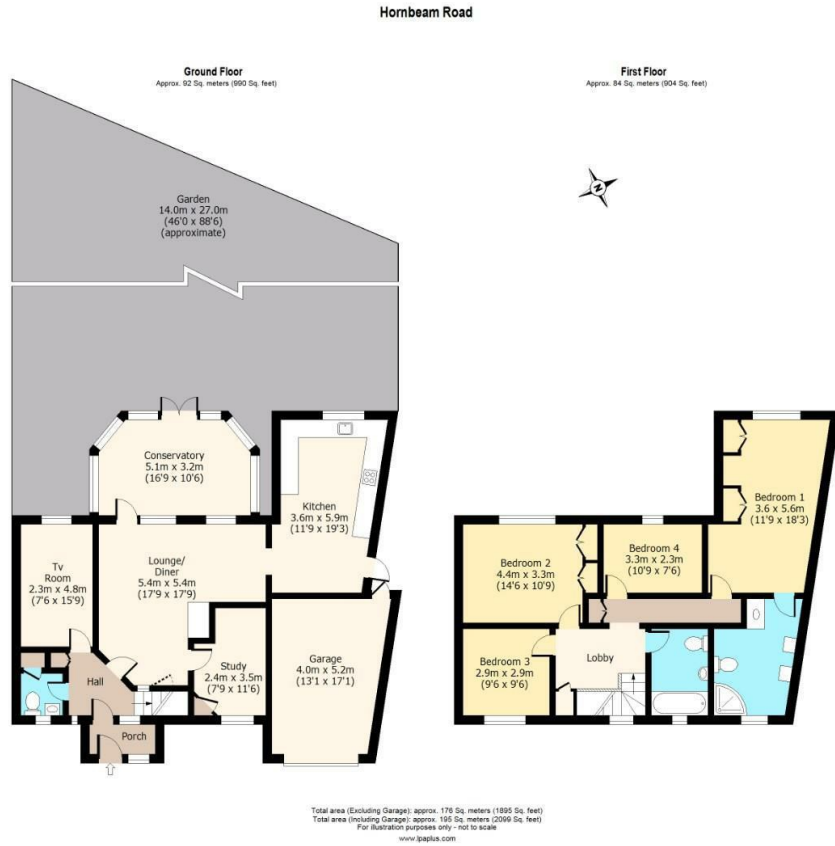 Hornbeam Road
Ground Floor
Approx. 92 Sq. meters (990 Sq. feet)
First Floor
Approx. 84 Sq. meters (904 Sq. feet)
N
Garden
14.0m x 27.0m
(46'0 x 88'6)
(approximate)
Conservatory
5.1m x 3.2m
(16'9 x 10'6)
Kitchen
3.6m x 5.9m
(11'9 x 19'3)
Tv
Room
2.3m x 4.8m
(7'6 x 15'9)
Lounge/
Diner
5.4m x 5.4m
(17'9 x 17'9)
Study
2.4m x 3.5m
(7'9 x 11'6)
Garage
4.0m x 5.2m
(13'1 x 17'1)
Hall
Porch
Bedroom 1
3.6 x 5.6m
(11'9 x 18'3)
Bedroom 2
4.4m x 3.3m
(14'6 x 10'9)
Bedroom 4
3.3m x 2.3m
(10'9 x 7'6)
Bedroom 3
2.9m x 2.9m
(9'6 x 9'6)
Lobby
Total area (Excluding Garage): approx. 176 Sq. meters (1895 Sq. feet)
Total area (Including Garage): approx. 195 Sq. meters (2099 Sq. feet)
For illustration purposes only - not to scale
www.lpaplus.com